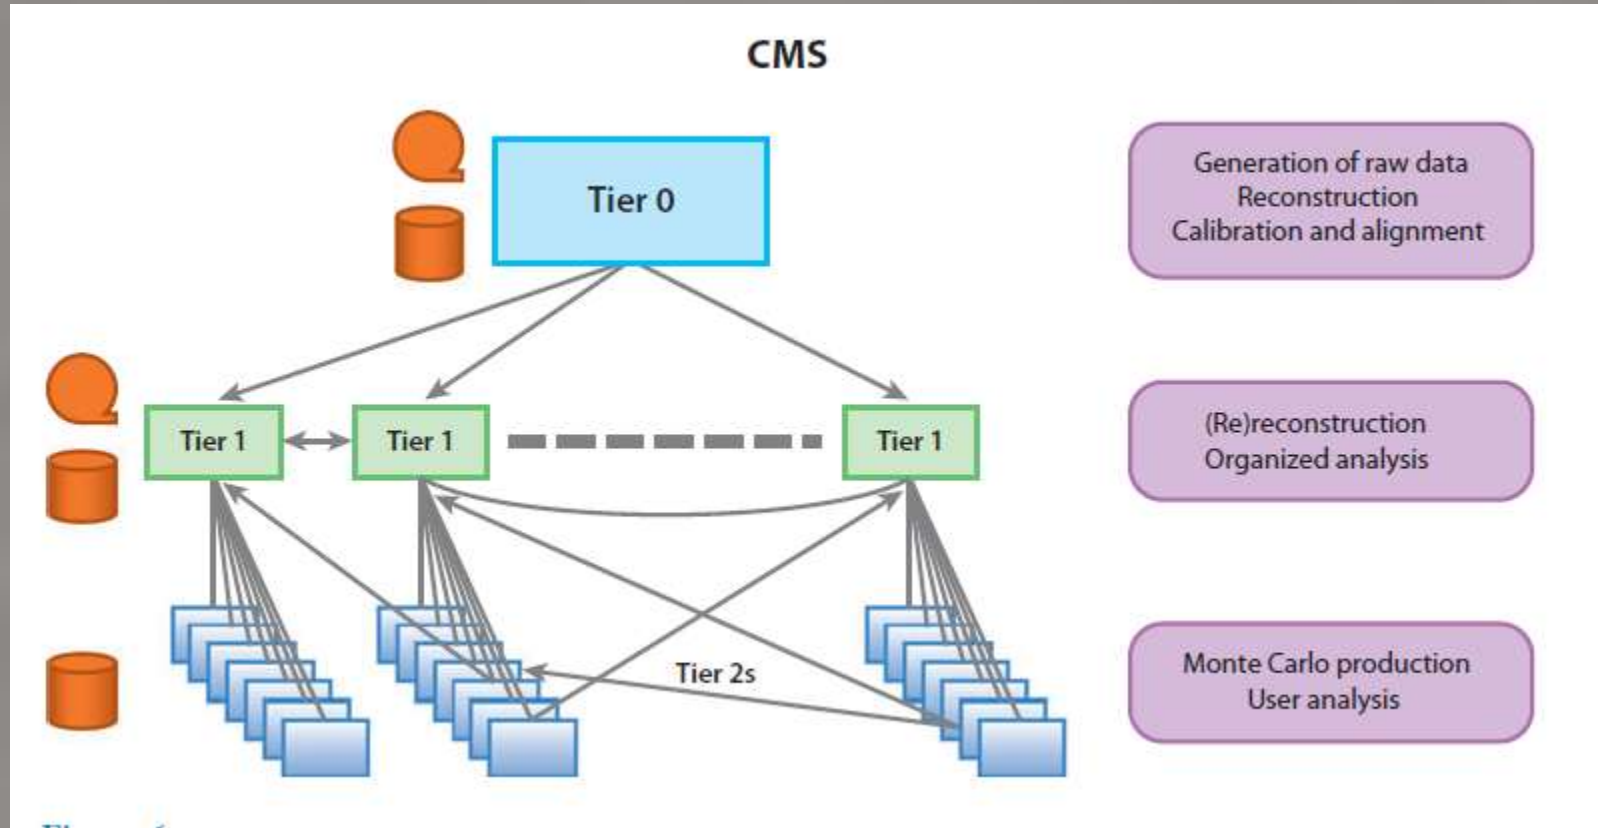 CMS
Tier 0
Generation of raw data
Reconstruction
Calibration and alignment
Tier 1
Tier 1
Tier 1
(Re)reconstruction
Organized analysis
Tier 2s
Monte Carlo production
User analysis